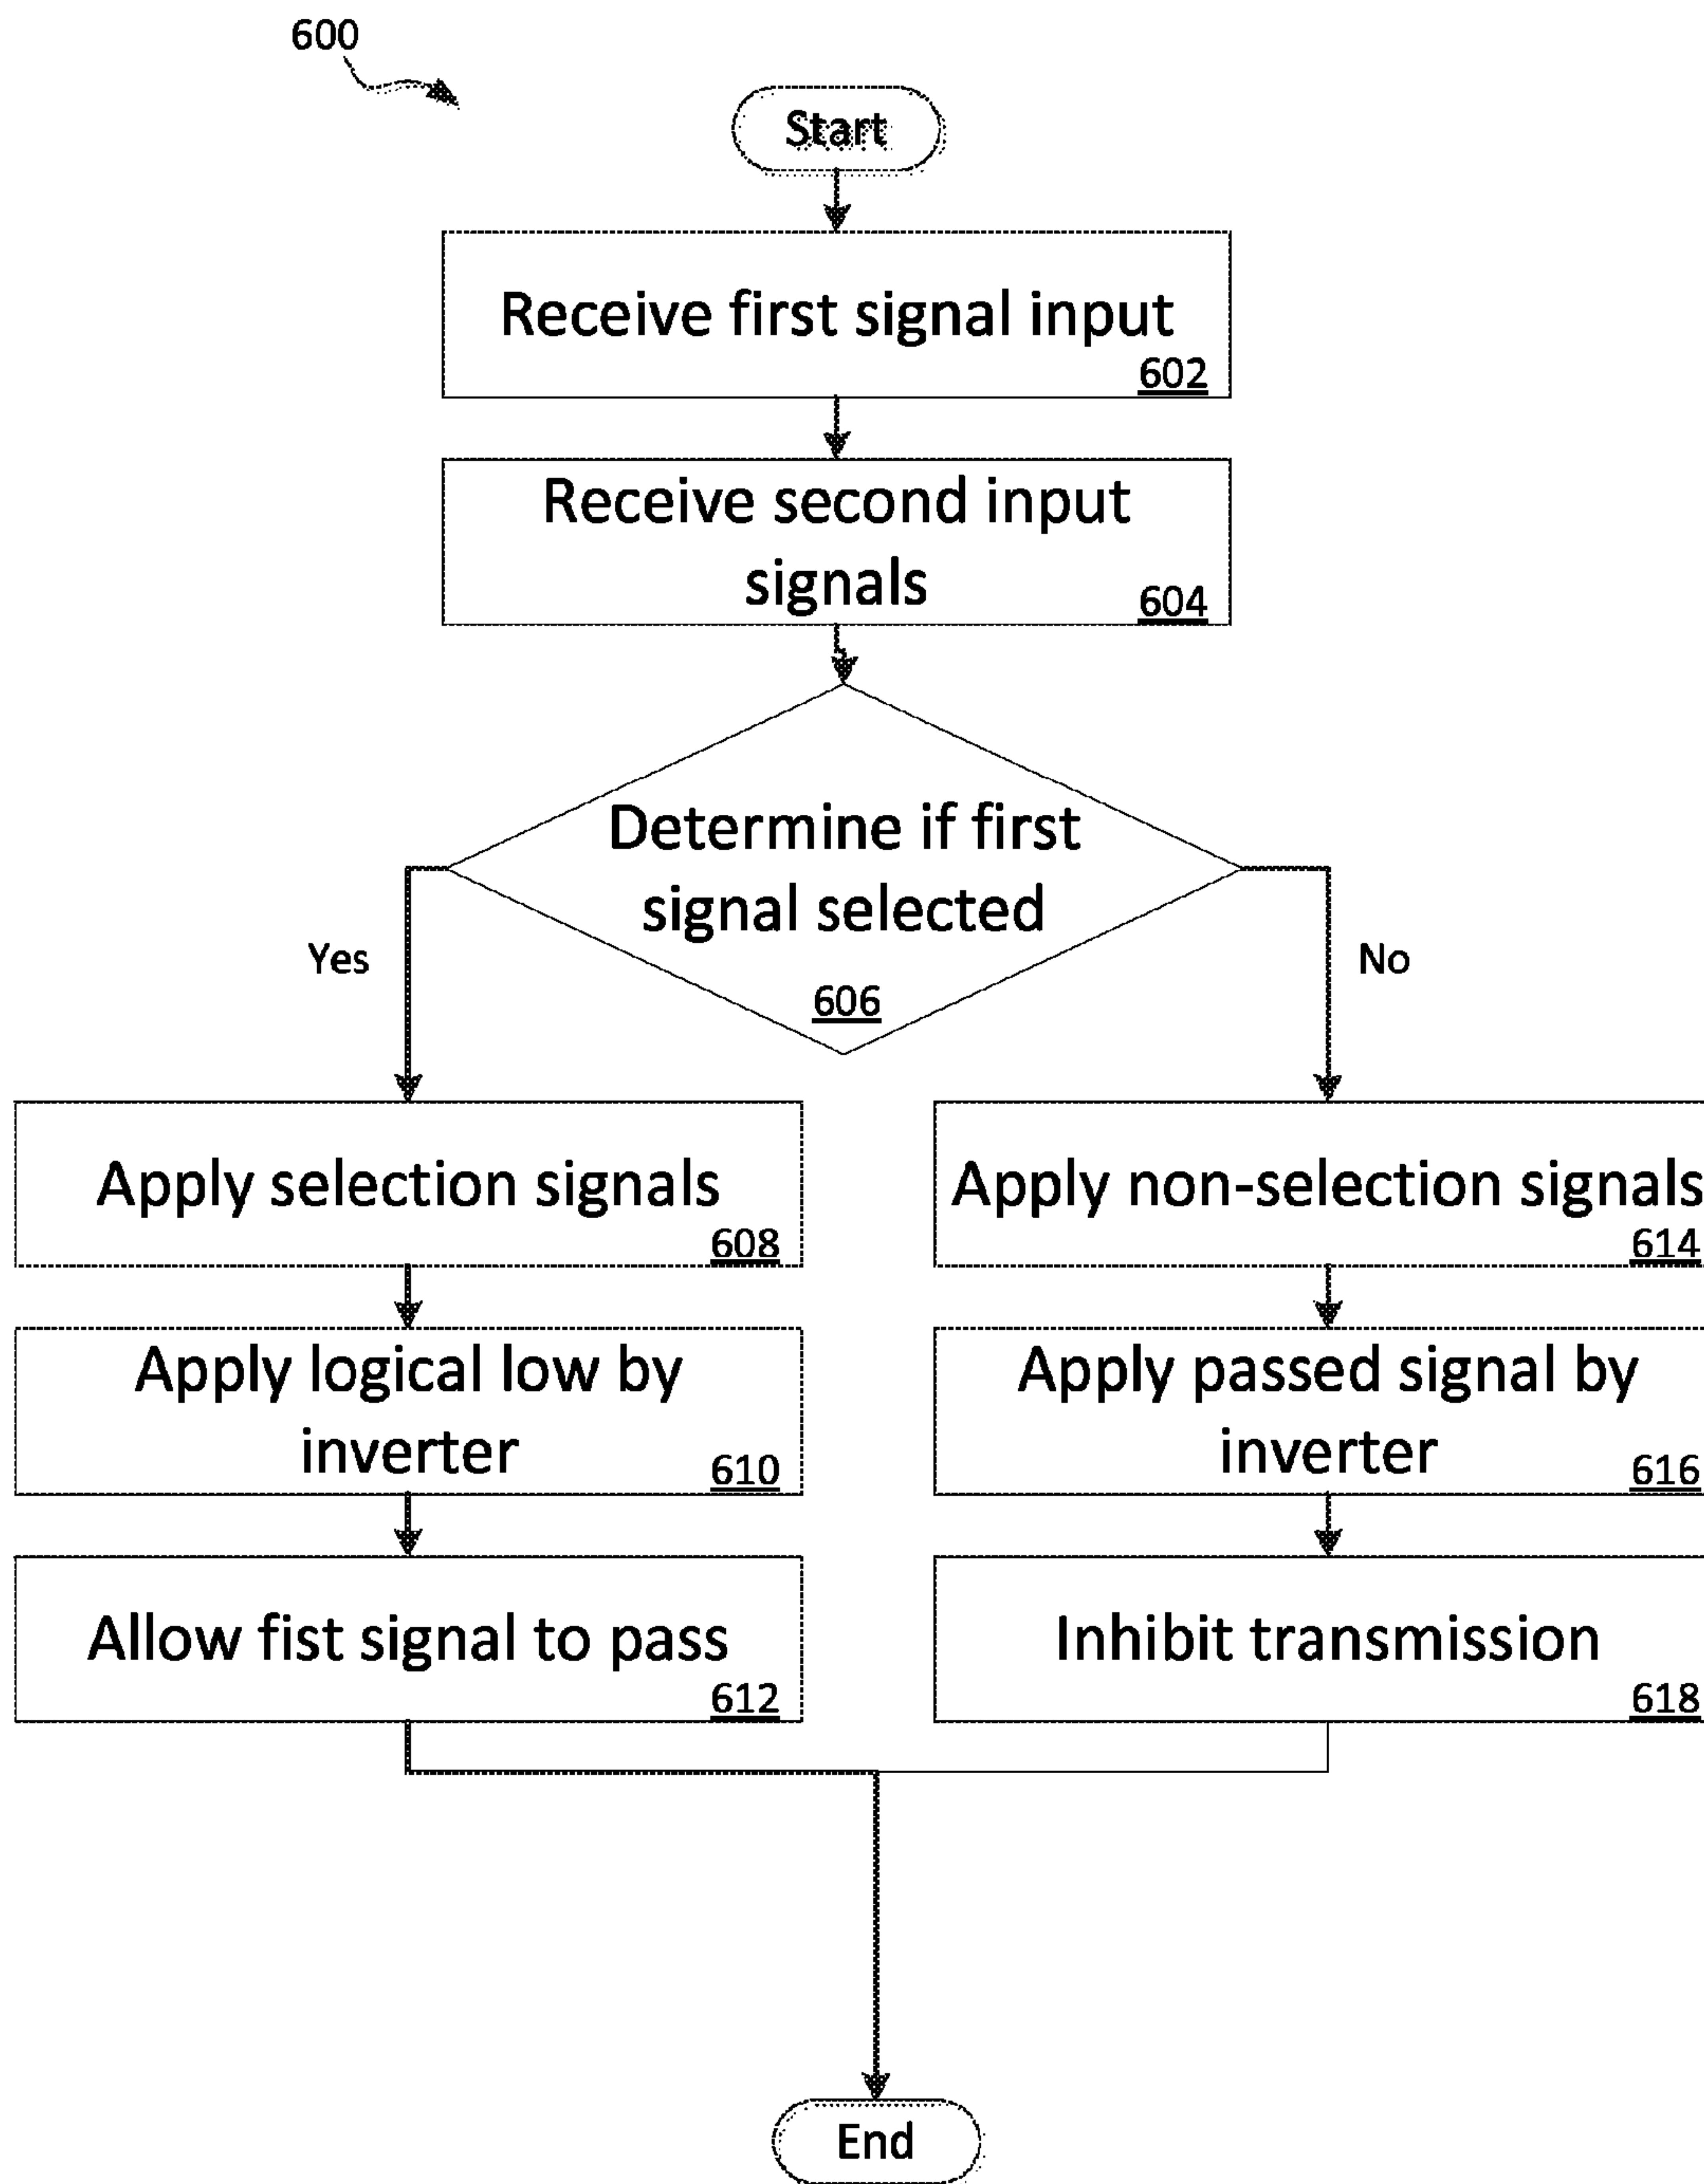 600
Start
Receive first signal input
602
Receive second input
signals
604
Determine if first
signal selected
606
Yes
No
Apply selection signals
608
Apply logical low by
inverter
610
Allow fist signal to pass
612
Apply non-selection signals
614
Apply passed signal by
inverter
616
Inhibit transmission
618
End